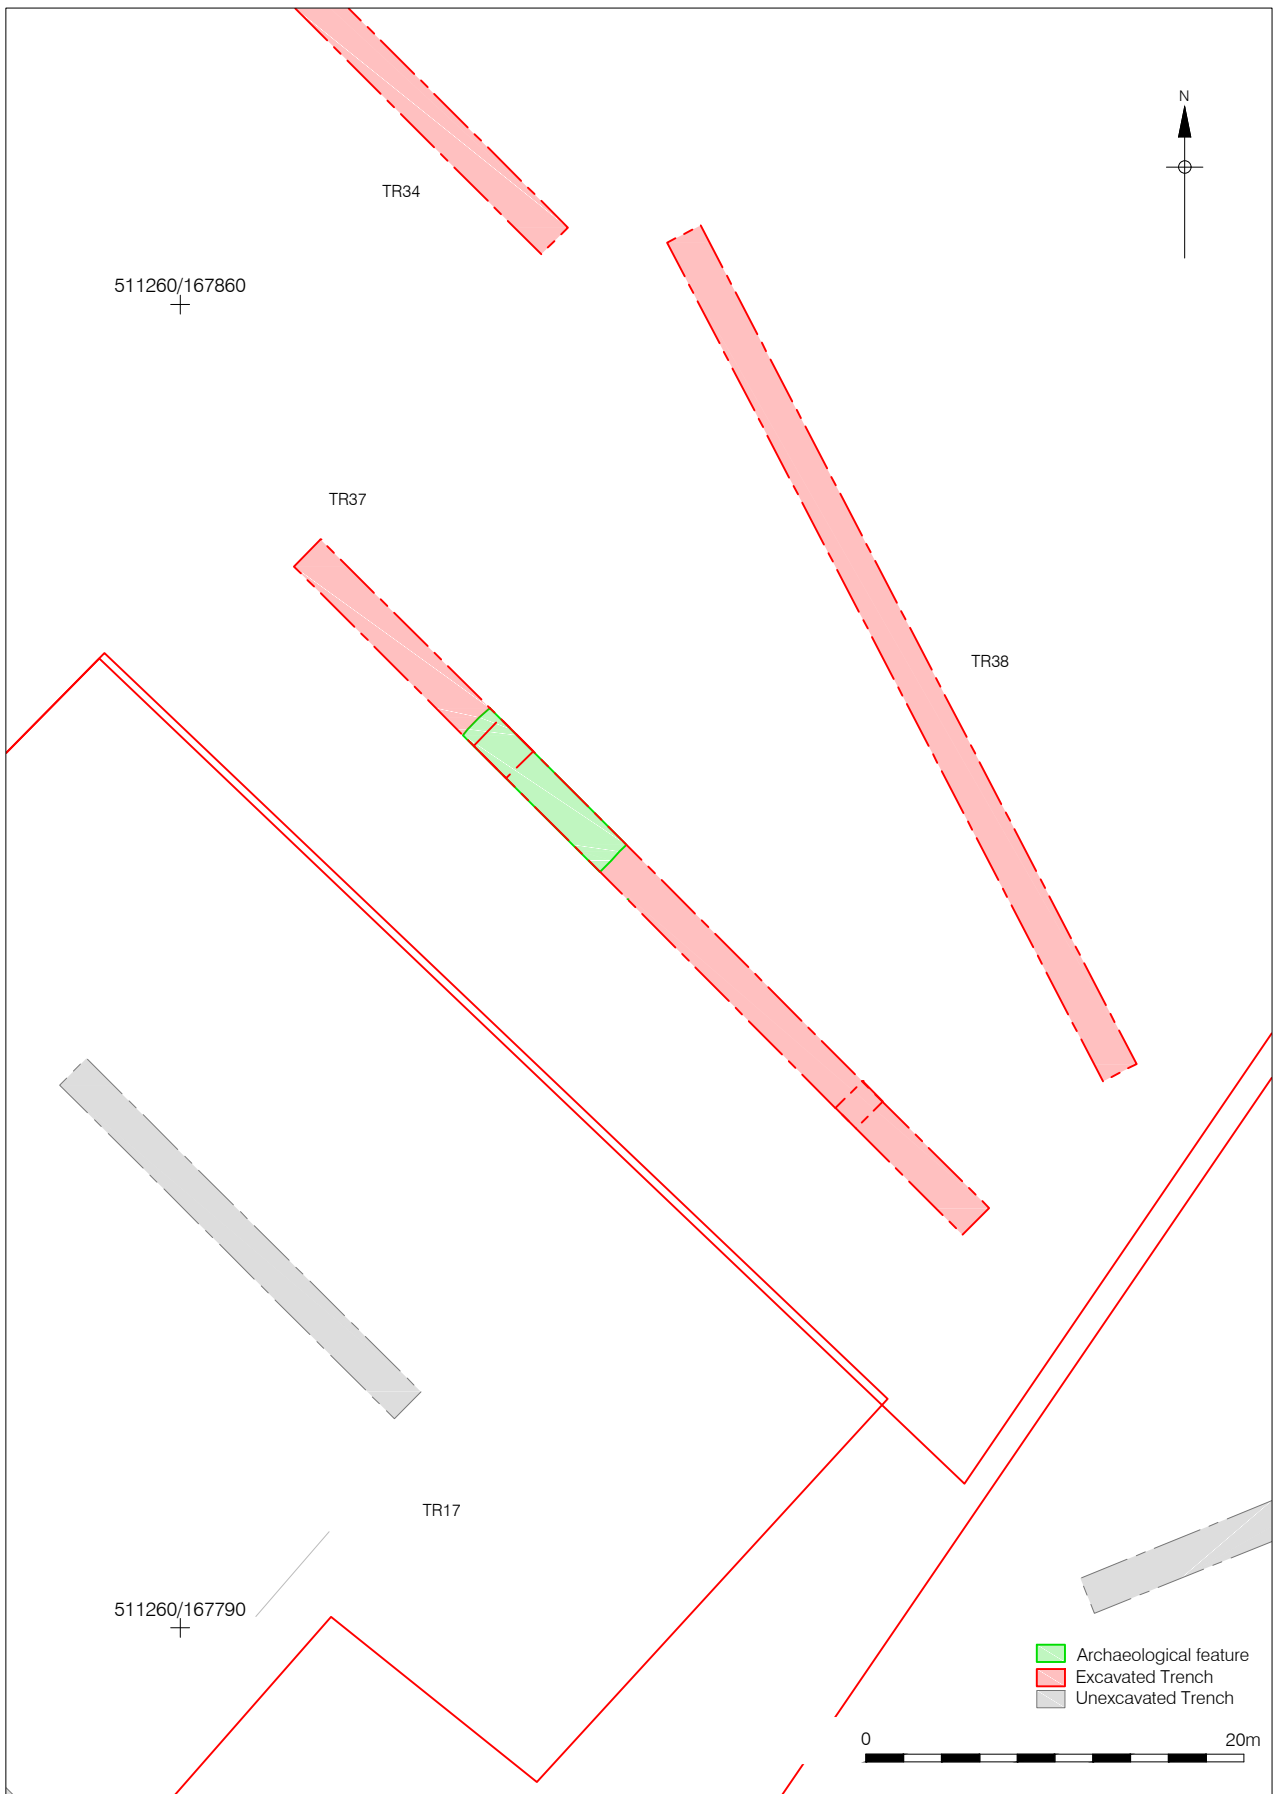 N
TR34
511260/167860
TR37
TR38
TR17
511260/167790
Archaeological feature
Excavated Trench
Unexcavated Trench
0 20m